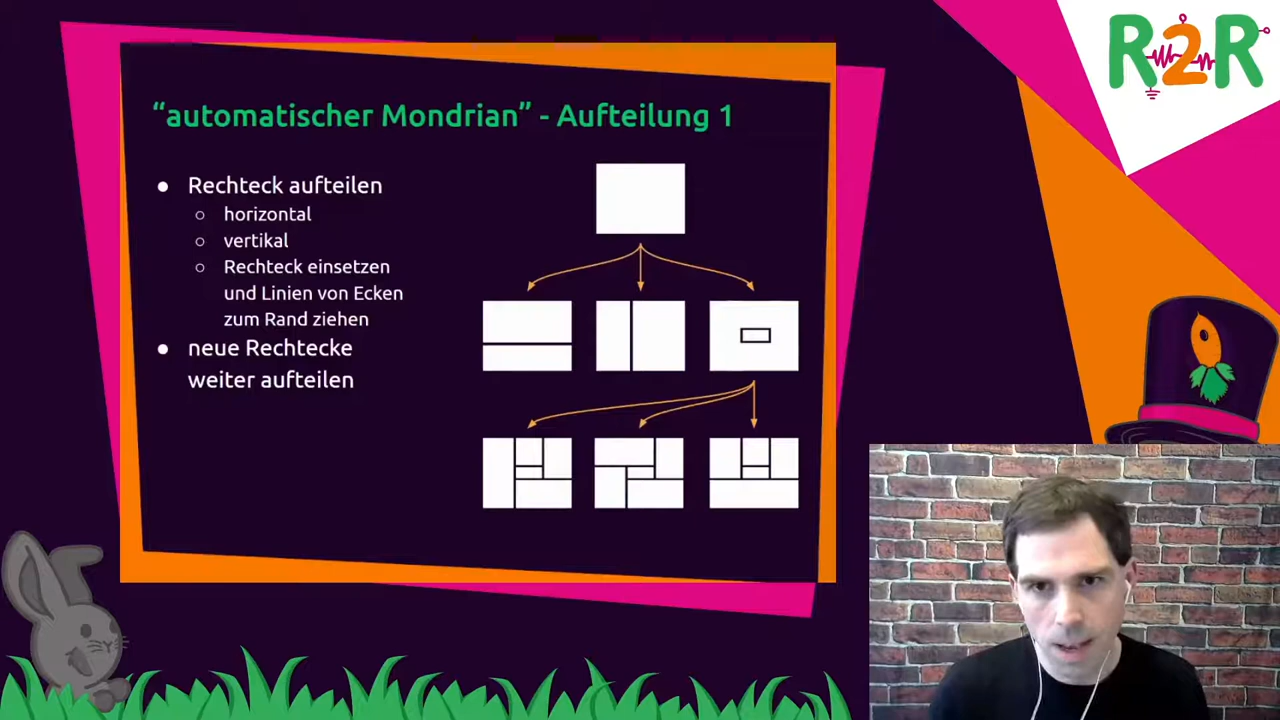 R2R
“automatischer Mondrian” - Aufteilung 1
● Rechteck aufteilen
○ horizontal
○ vertikal
○ Rechteck einsetzen
und Linien von Ecken
zum Rand ziehen
● neue Rechtecke
weiter aufteilen